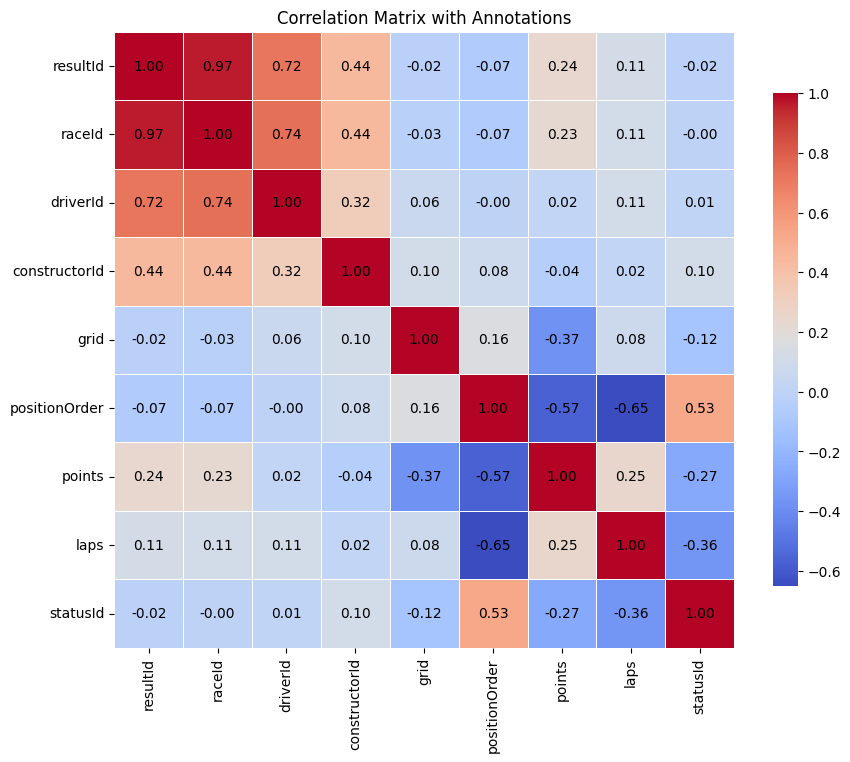 Correlation Matrix with Annotations
resultId 1.00 0.97 0.72 0.44 -0.02 -0.07 0.24 0.11 -0.02
raceId 0.97 1.00 0.74 0.44 -0.03 -0.07 0.23 0.11 -0.00
driverId 0.72 0.74 1.00 0.32 0.06 -0.00 0.02 0.11 0.01
constructorId 0.44 0.44 0.32 1.00 0.10 0.08 -0.04 0.02 0.10
grid -0.02 -0.03 0.06 0.10 1.00 0.16 -0.37 0.08 -0.12
positionOrder -0.07 -0.07 -0.00 0.08 0.16 1.00 -0.57 -0.65 0.53
points 0.24 0.23 0.02 -0.04 -0.37 -0.57 1.00 0.25 -0.27
laps 0.11 0.11 0.11 0.02 0.08 -0.65 0.25 1.00 -0.36
statusId -0.02 -0.00 0.01 0.10 -0.12 0.53 -0.27 -0.36 1.00
resultId raceId driverId constructorId grid positionOrder points laps statusId
1.0
0.8
0.6
0.4
0.2
0.0
−0.2
−0.4
−0.6